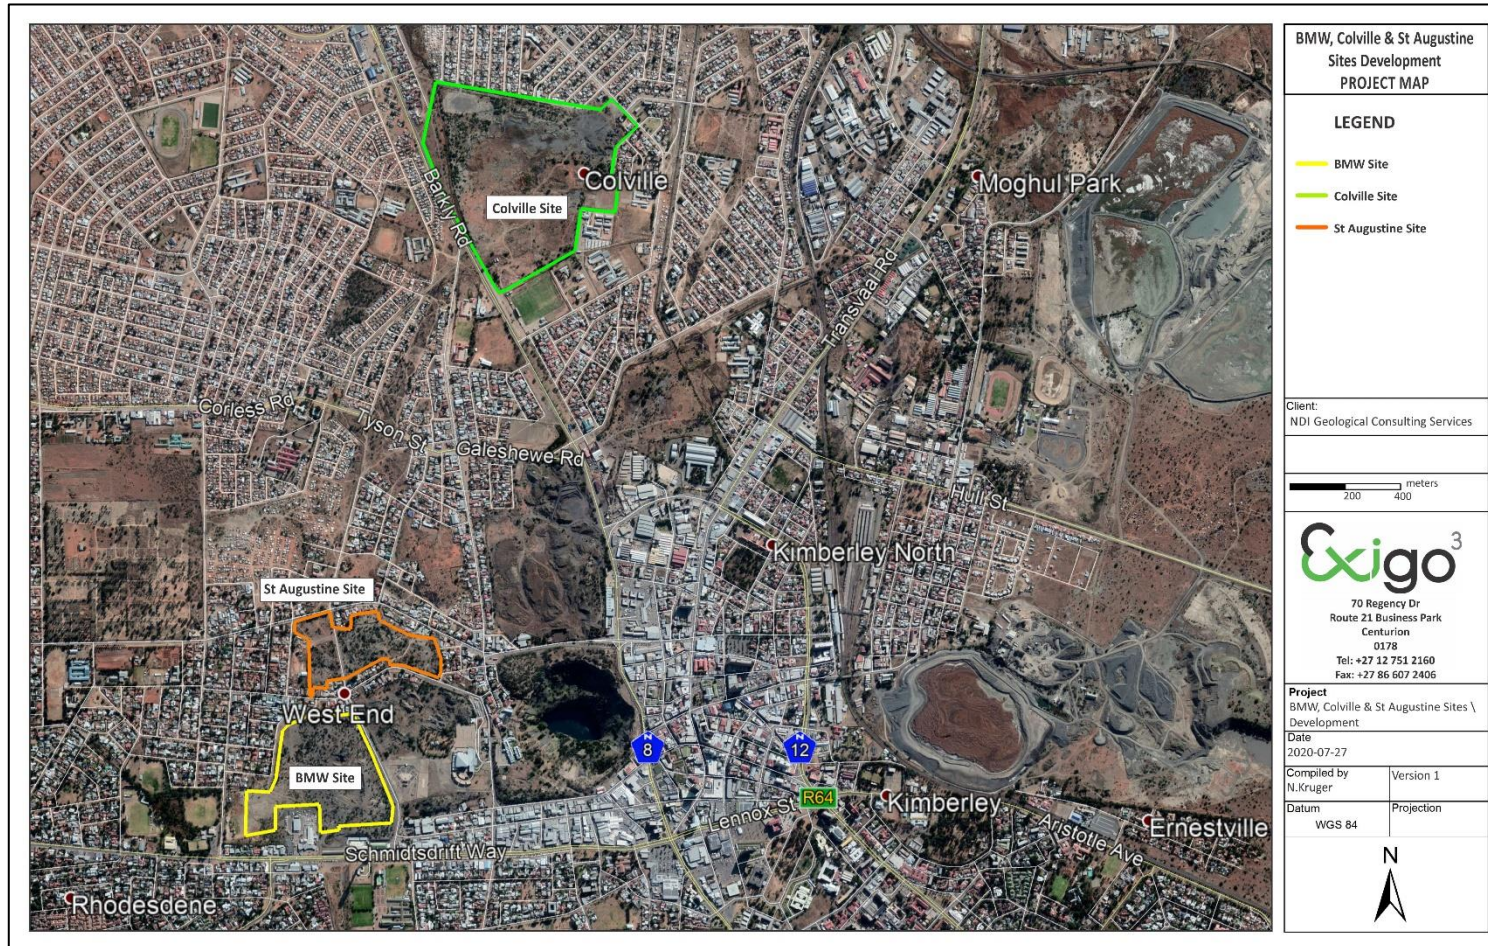 BMW, Colville & St Augustine
Sites Development
PROJECT MAP
LEGEND
BMW Site
Colville Site
St Augustine Site
Client:
NDI Geological Consulting Services
meters
200 400
Exigo3
70 Regency Dr
Route 21 Business Park
Centurion
0178
Tel: +27 12 751 2160
Fax: +27 86 607 2406
Project
BMW, Colville & St Augustine Sites \
Development
Date
2020-07-27
Compiled by
N.Kruger
Version 1
Datum
WGS 84
Projection
N
Colville
Moghul Park
Colville Site
Barkly Rd
Transvaal Rd
Corless Rd
Tyson St
Galeshewe Rd
Hull St
Kimberley North
St Augustine Site
West End
N
8
N
12
BMW Site
R64
Kimberley
Lennox St
Ernestville
Aristotle Ave
Schmidtsdrift Way
Rhodesdene